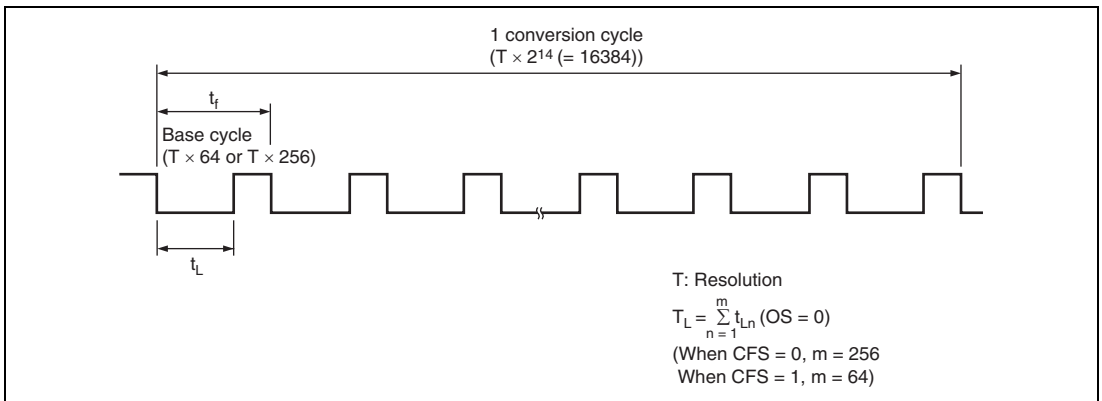 1 conversion cycle
(T × 2¹⁴ (= 16384))
t_f
Base cycle
(T × 64 or T × 256)
t_L
T: Resolution
m
T_L = Σ t_Ln (OS = 0)
n = 1
(When CFS = 0, m = 256
When CFS = 1, m = 64)